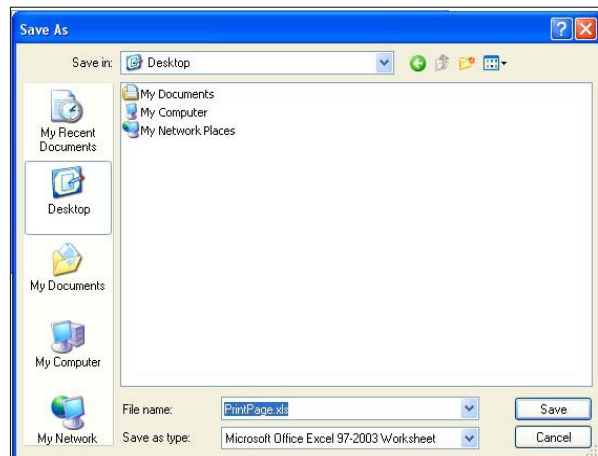 Save As
Save in:
Desktop
My Documents
My Computer
My Network Places
My Recent
Documents
Desktop
My Documents
My Computer
My Network
File name:
PrintPage.xls
Save
Save as type:
Microsoft Office Excel 97-2003 Worksheet
Cancel